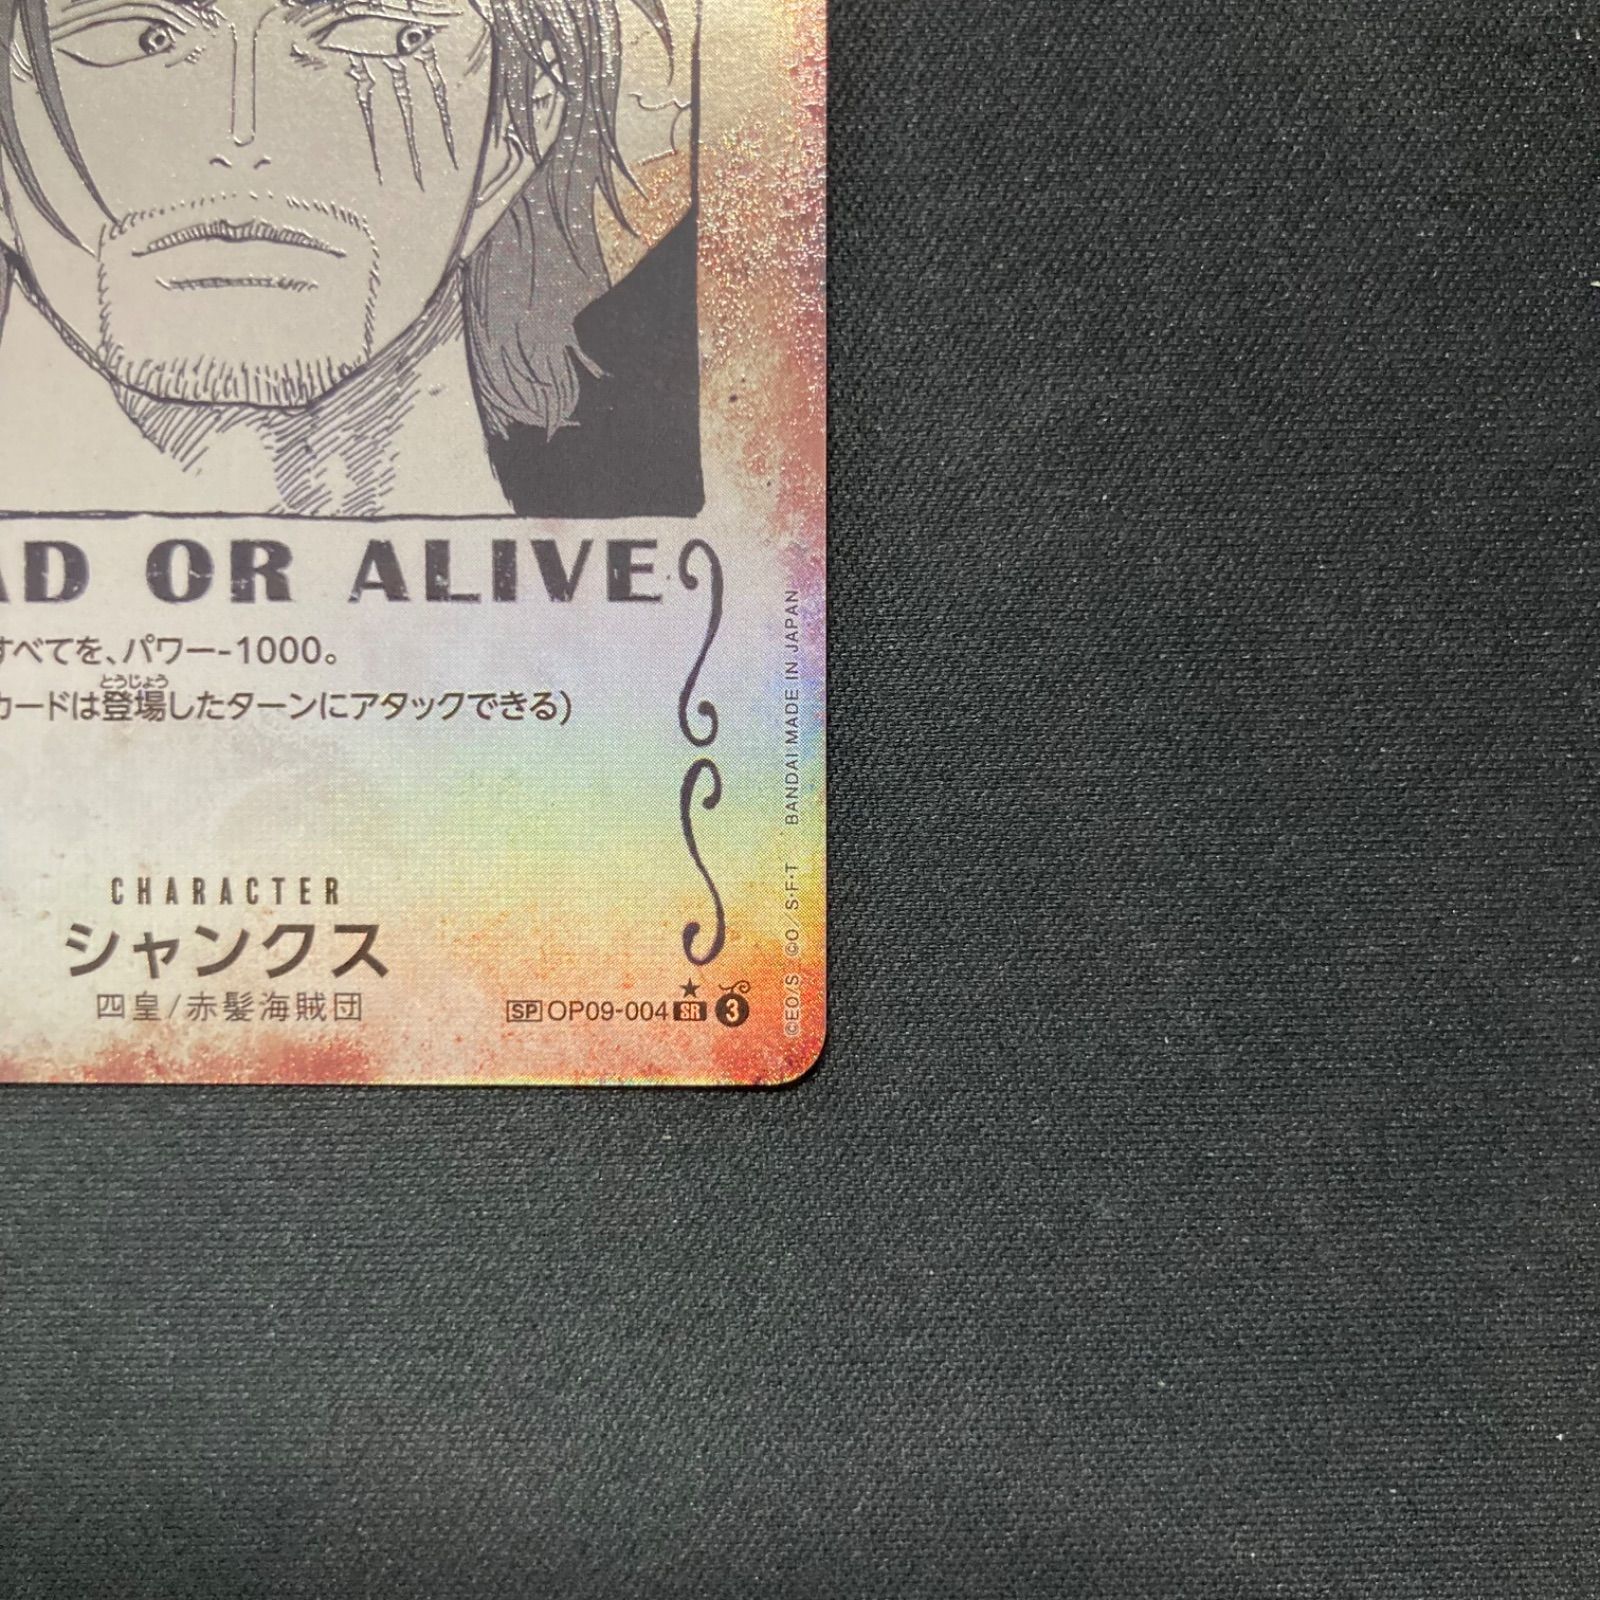 AD OR ALIVE
すべてを、パワー-1000。
とうじょう
カードは登場したターンにアタックできる)
CHARACTER
シャンクス
四皇/赤髪海賊団
SP OP09-004 SR 3
©EO/S ©O/S・F・T BANDAI MADE IN JAPAN